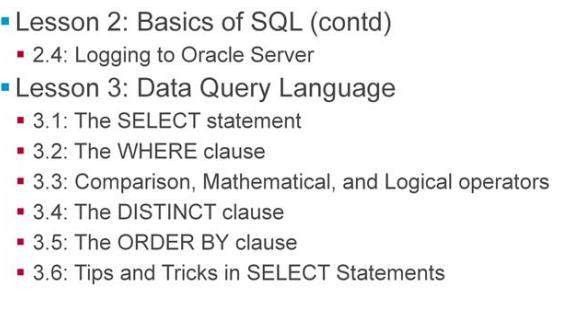 Lesson 2: Basics of SQL (contd)
2.4: Logging to Oracle Server
Lesson 3: Data Query Language
3.1: The SELECT statement
3.2: The WHERE clause
3.3: Comparison, Mathematical, and Logical operators
3.4: The DISTINCT clause
3.5: The ORDER BY clause
3.6: Tips and Tricks in SELECT Statements